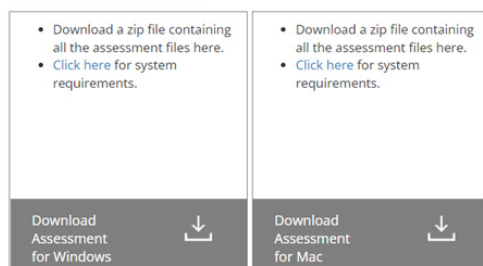 Download a zip file containing
all the assessment files here.
Click here for system
requirements.
Download
Assessment
for Windows
Download a zip file containing
all the assessment files here.
Click here for system
requirements.
Download
Assessment
for Mac